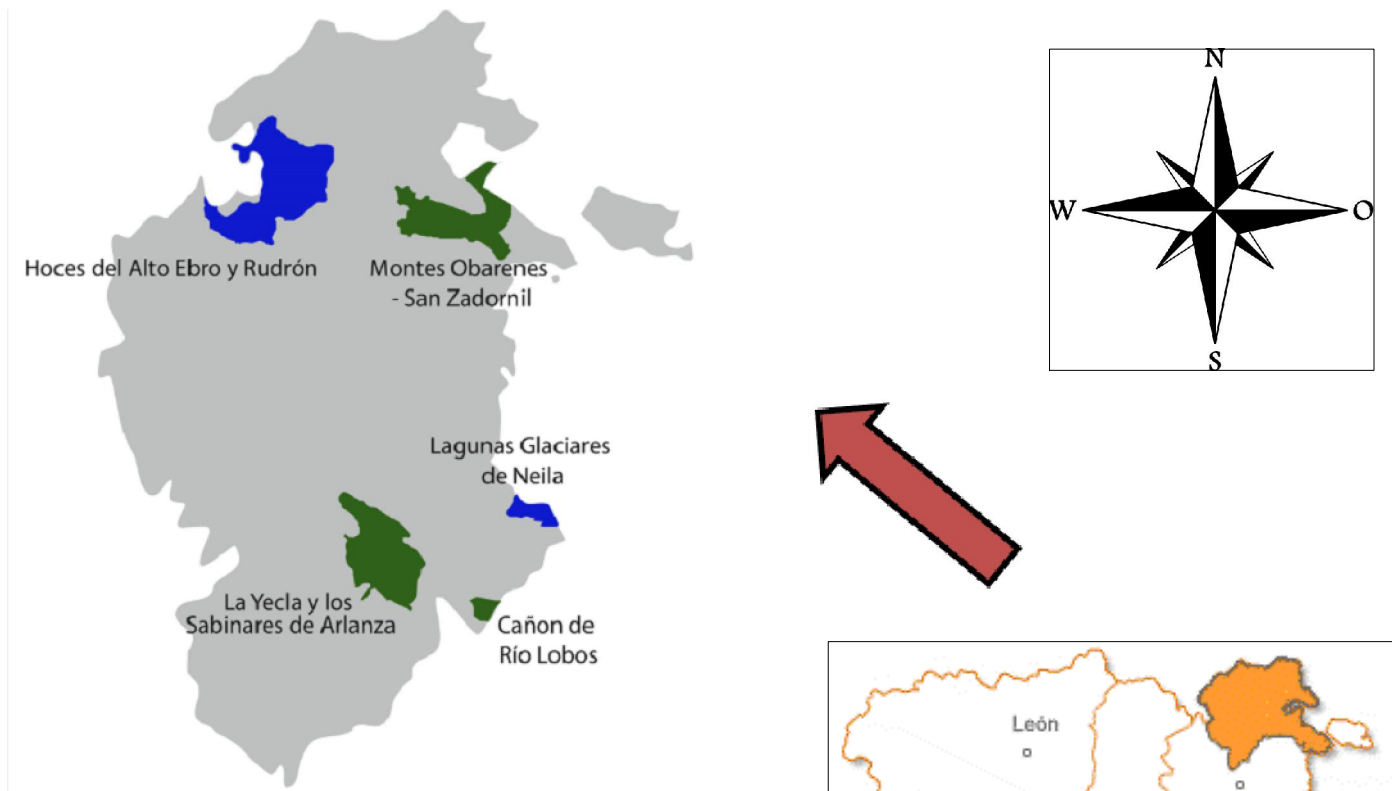 N
W
O
S
Hoces del Alto Ebro y Rudrón
Montes Obarenes
- San Zadornil
Lagunas Glaciares
de Neila
La Yecla y los
Sabinares de Arlanza
Cañon de
Río Lobos
León